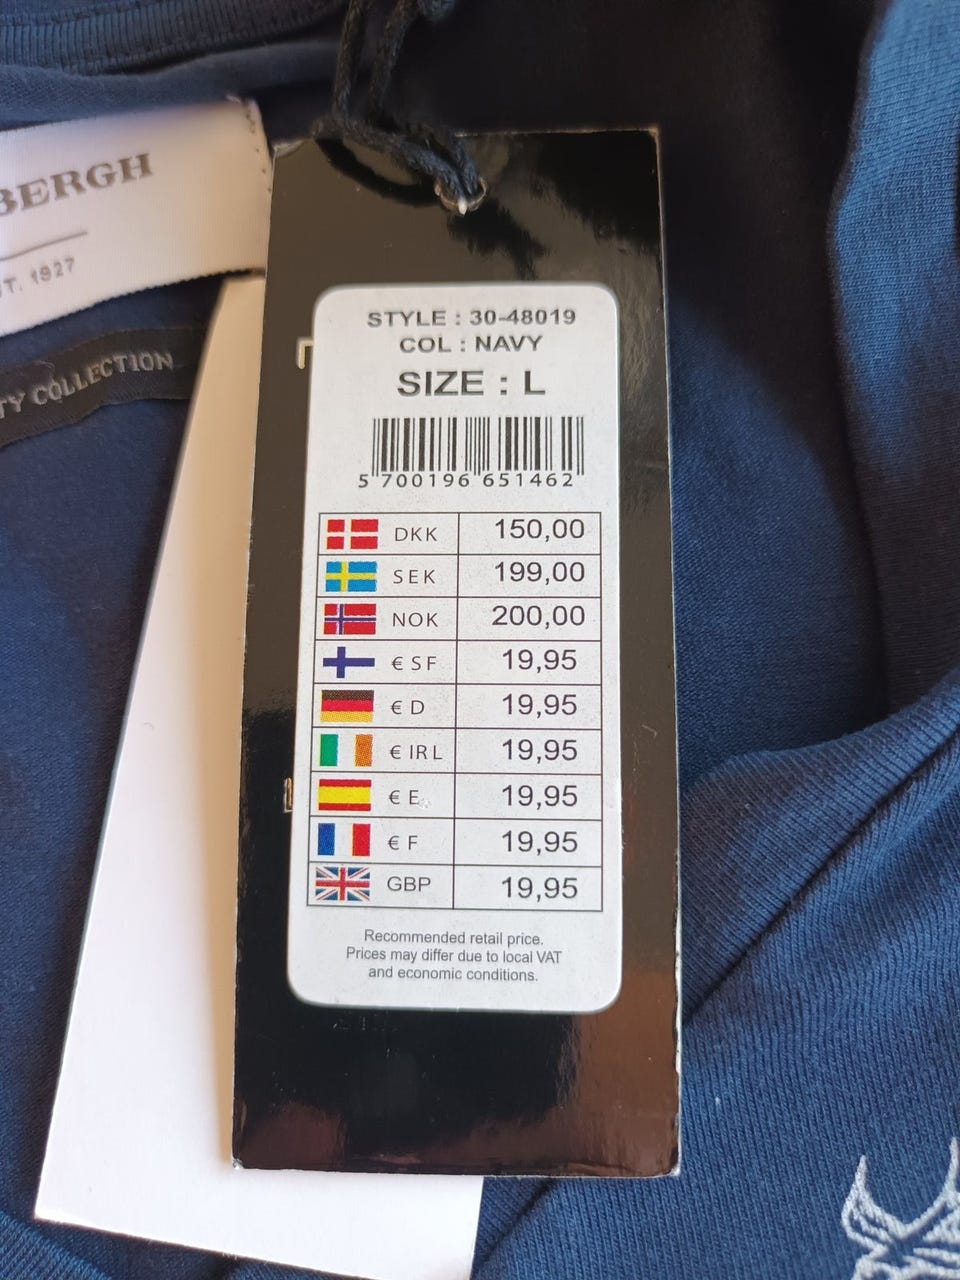 BERGH
T. 1927
TY COLLECTION
STYLE : 30-48019
COL : NAVY
SIZE : L
5 700196 651462
DKK 150,00
SEK 199,00
NOK 200,00
€ SF 19,95
€ D 19,95
€ IRL 19,95
€ E 19,95
€ F 19,95
GBP 19,95
Recommended retail price.
Prices may differ due to local VAT
and economic conditions.